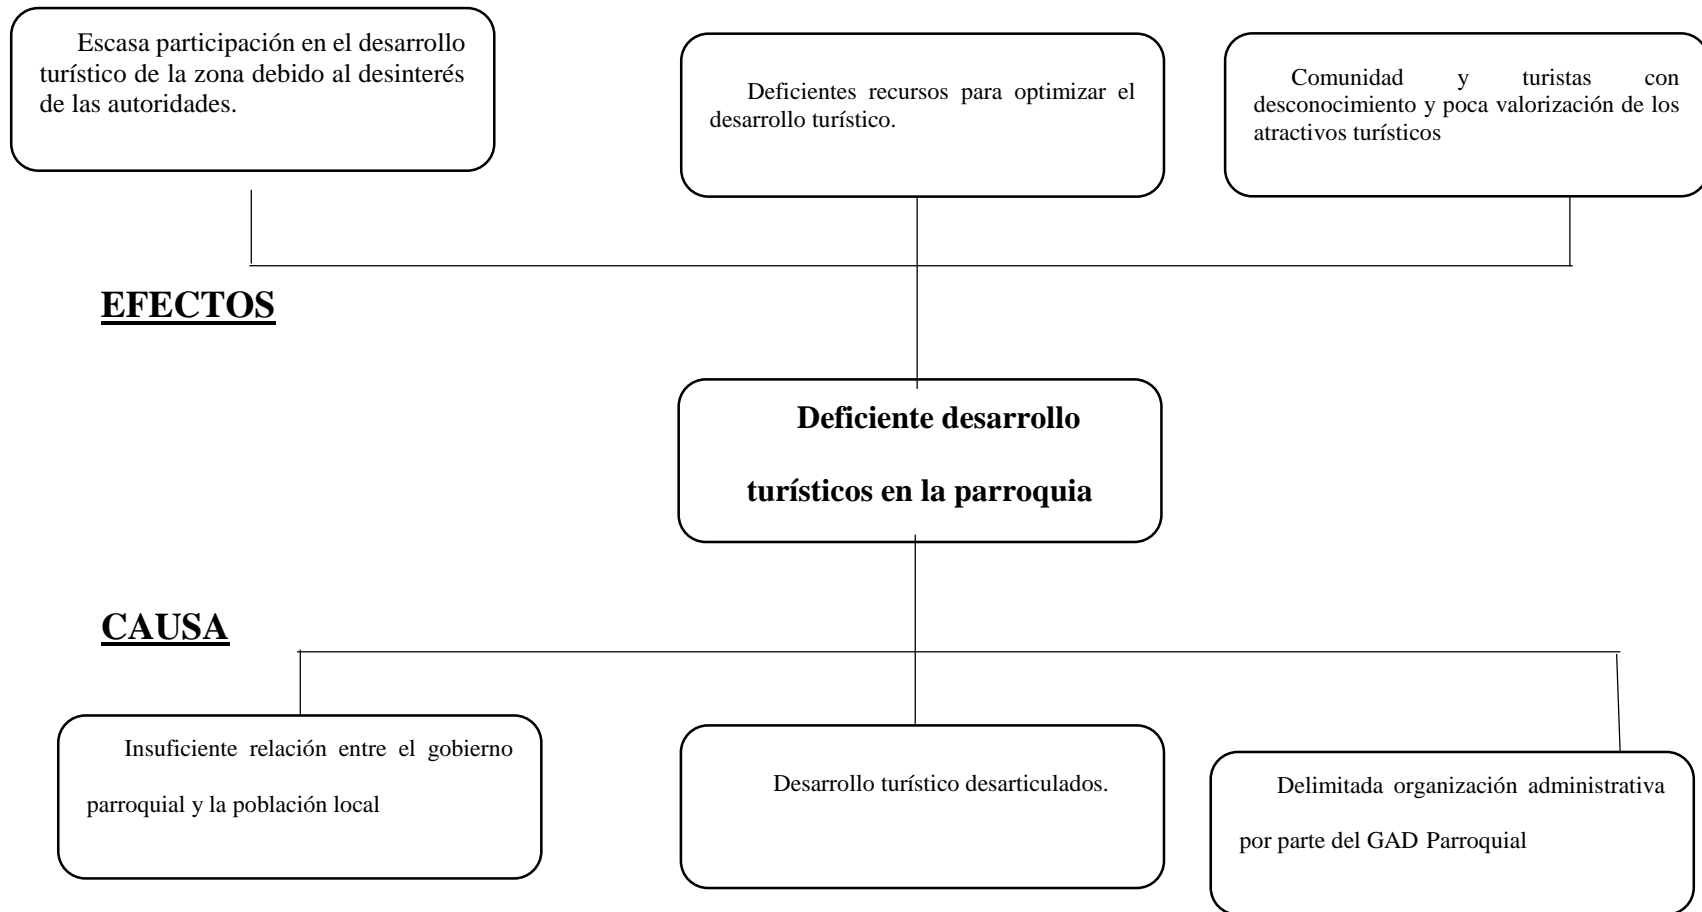 Escasa participación en el desarrollo
turístico de la zona debido al desinterés
de las autoridades.
Deficientes recursos para optimizar el
desarrollo turístico.
Comunidad y turistas con
desconocimiento y poca valorización de los
atractivos turísticos
EFECTOS
Deficiente desarrollo
turísticos en la parroquia
CAUSA
Insuficiente relación entre el gobierno
parroquial y la población local
Desarrollo turístico desarticulados.
Delimitada organización administrativa
por parte del GAD Parroquial